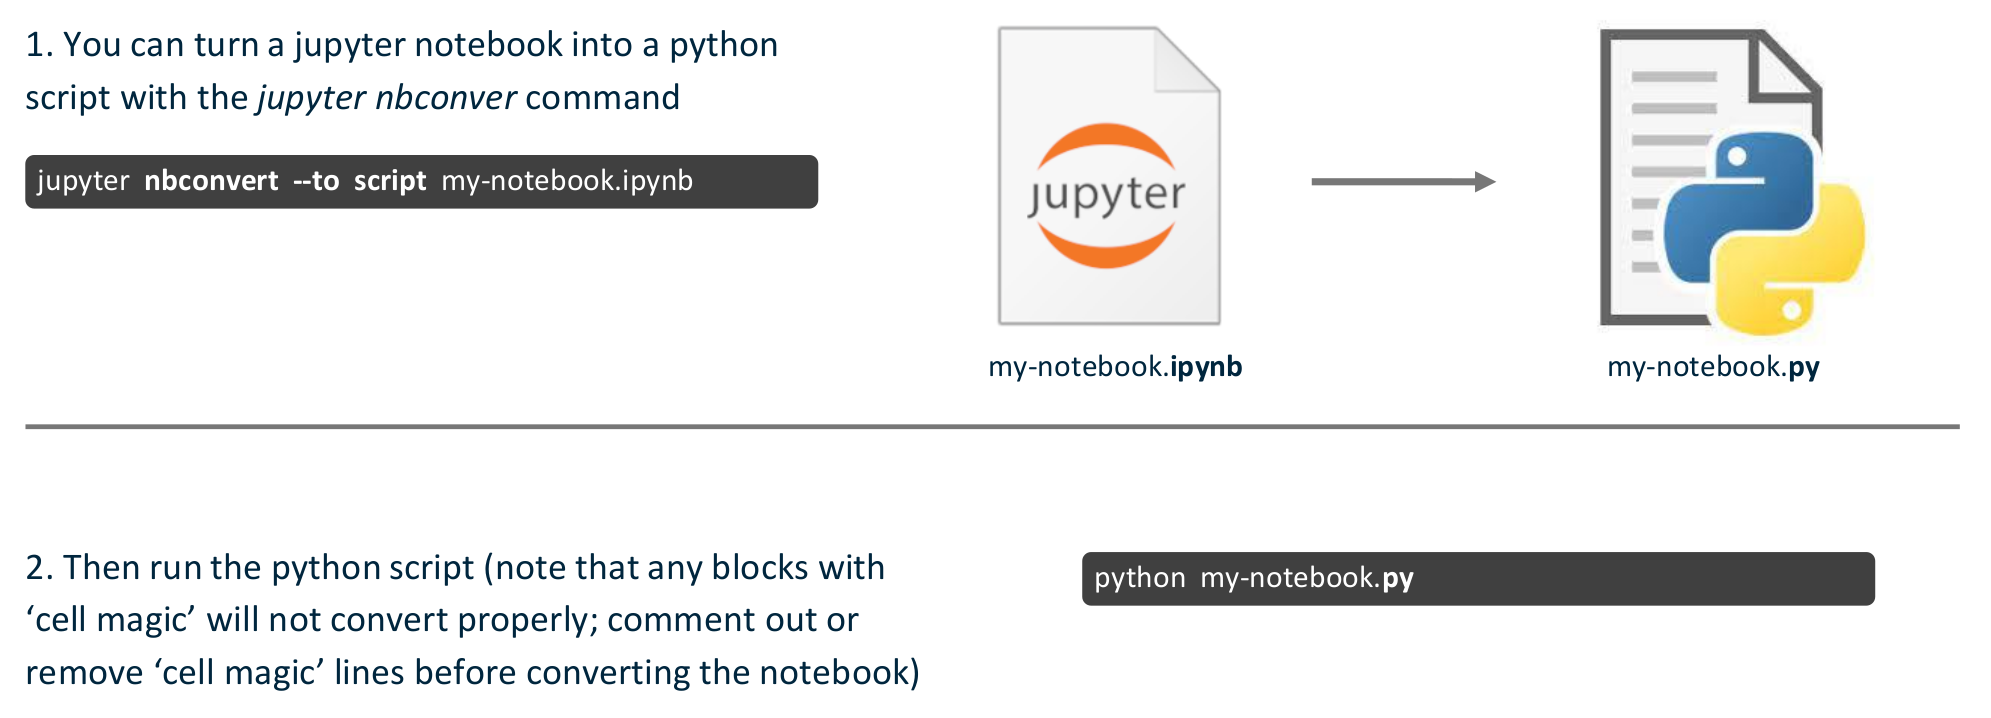 1. You can turn a jupyter notebook into a python
script with the jupyter nbconver command
jupyter nbconvert --to script my-notebook.ipynb
jupyter
my-notebook.ipynb
my-notebook.py
2. Then run the python script (note that any blocks with
‘cell magic’ will not convert properly; comment out or
remove ‘cell magic’ lines before converting the notebook)
python my-notebook.py